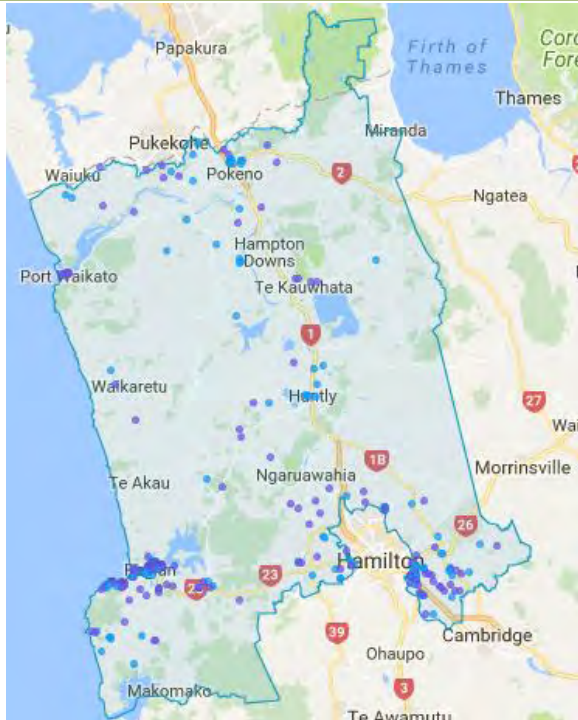 Papakura
Firth of
Thames
Thames
Pukekohe
Miranda
Waiuku
Pokeno
2
Ngatea
Hampton
Downs
Port Waikato
Te Kauwhata
1
Waikaretu
Huntly
27
1B
Te Akau
Ngaruawahia
Morrinsville
26
Hamilton
23
23
39
Cambridge
Ohaupo
Makomako
3
Te Awamutu